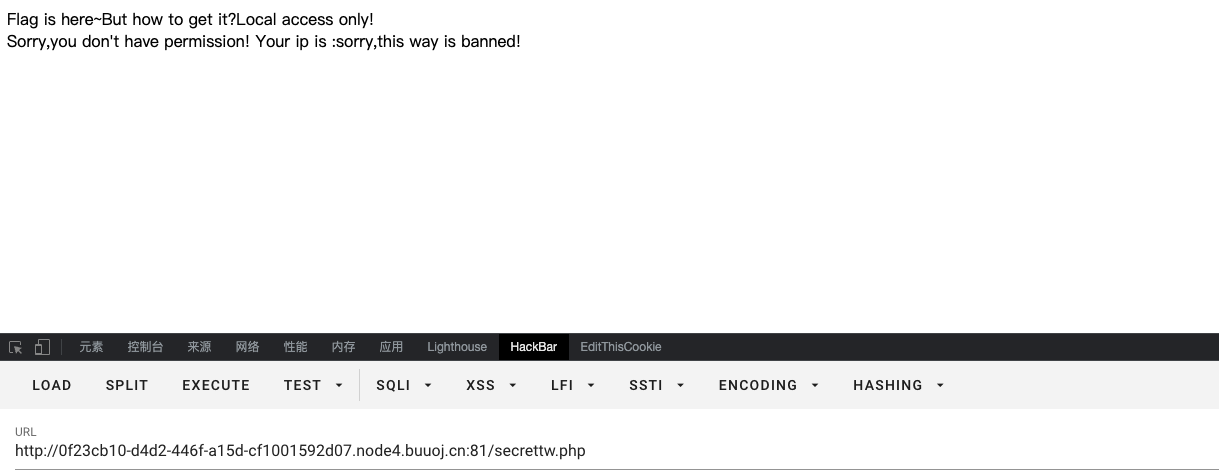 Flag is here~But how to get it?Local access only!
Sorry,you don't have permission! Your ip is :sorry,this way is banned!
元素 控制台 来源 网络 性能 内存 应用 Lighthouse HackBar EditThisCookie
LOAD SPLIT EXECUTE TEST SQLI XSS LFI SSTI ENCODING HASHING
URL
http://0f23cb10-d4d2-446f-a15d-cf1001592d07.node4.buuoj.cn:81/secrettw.php